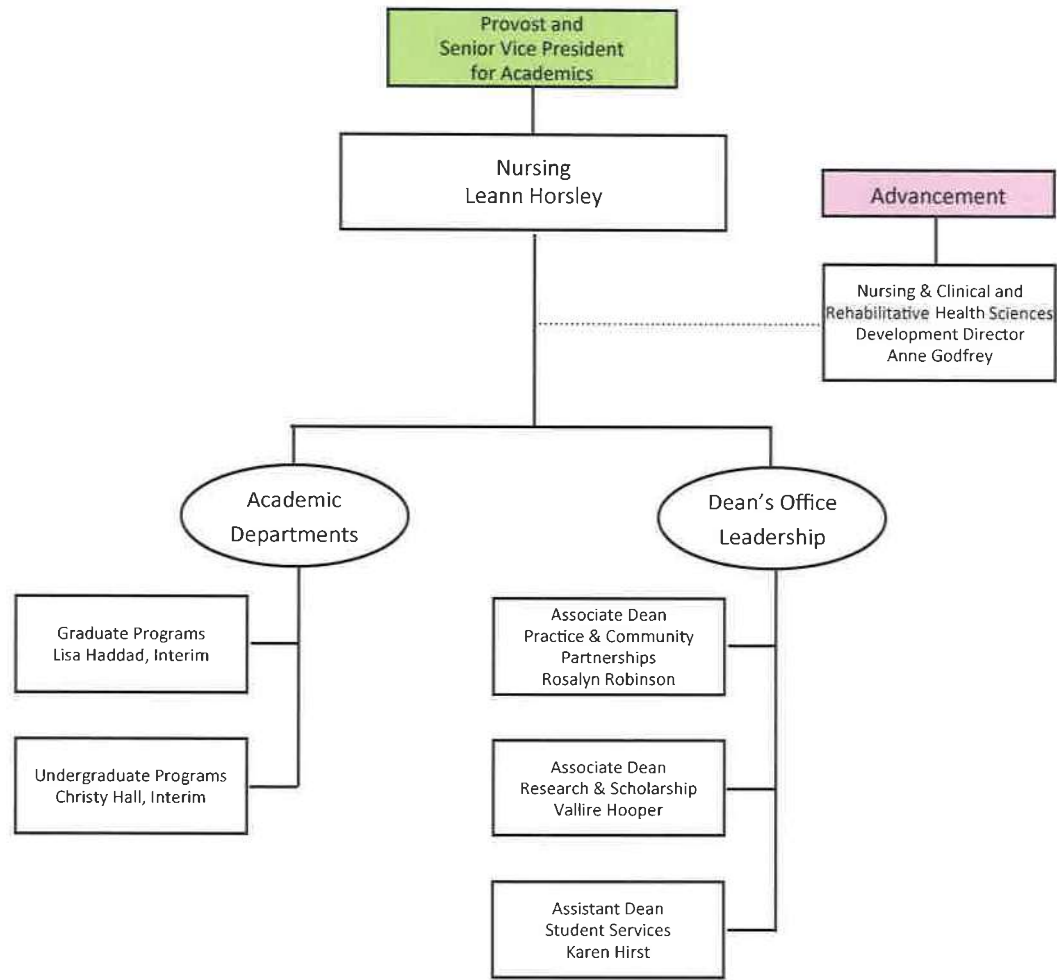 Provost and
Senior Vice President
for Academics
Nursing
Leann Horsley
Advancement
Nursing & Clinical and
Rehabilitative Health Sciences
Development Director
Anne Godfrey
Academic
Departments
Dean's Office
Leadership
Graduate Programs
Lisa Haddad, Interim
Undergraduate Programs
Christy Hall, Interim
Associate Dean
Practice & Community
Partnerships
Rosalyn Robinson
Associate Dean
Research & Scholarship
Vallire Hooper
Assistant Dean
Student Services
Karen Hirst